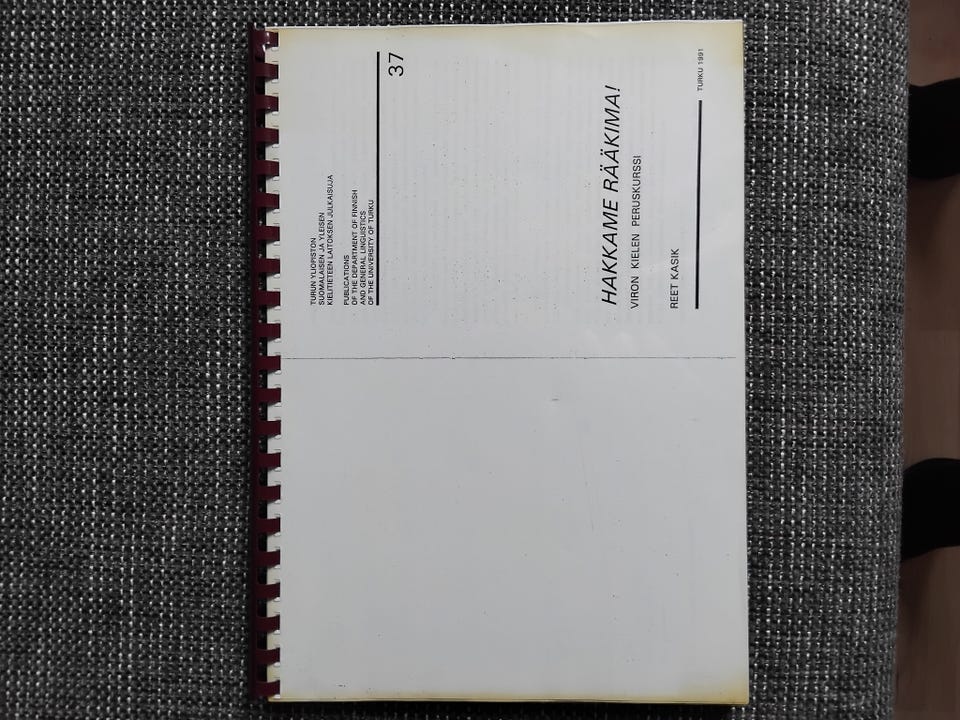 TURUN YLIOPISTON
SUOMALAISEN JA YLEISEN
KIELITIETEEN LAITOKSEN JULKAISUJA
PUBLICATIONS
OF THE DEPARTMENT OF FINNISH
AND GENERAL LINGUISTICS
OF THE UNIVERSITY OF TURKU
37
HAKKAME RÄÄKIMA!
VIRON KIELEN PERUSKURSSI
REET KASIK
TURKU 1991